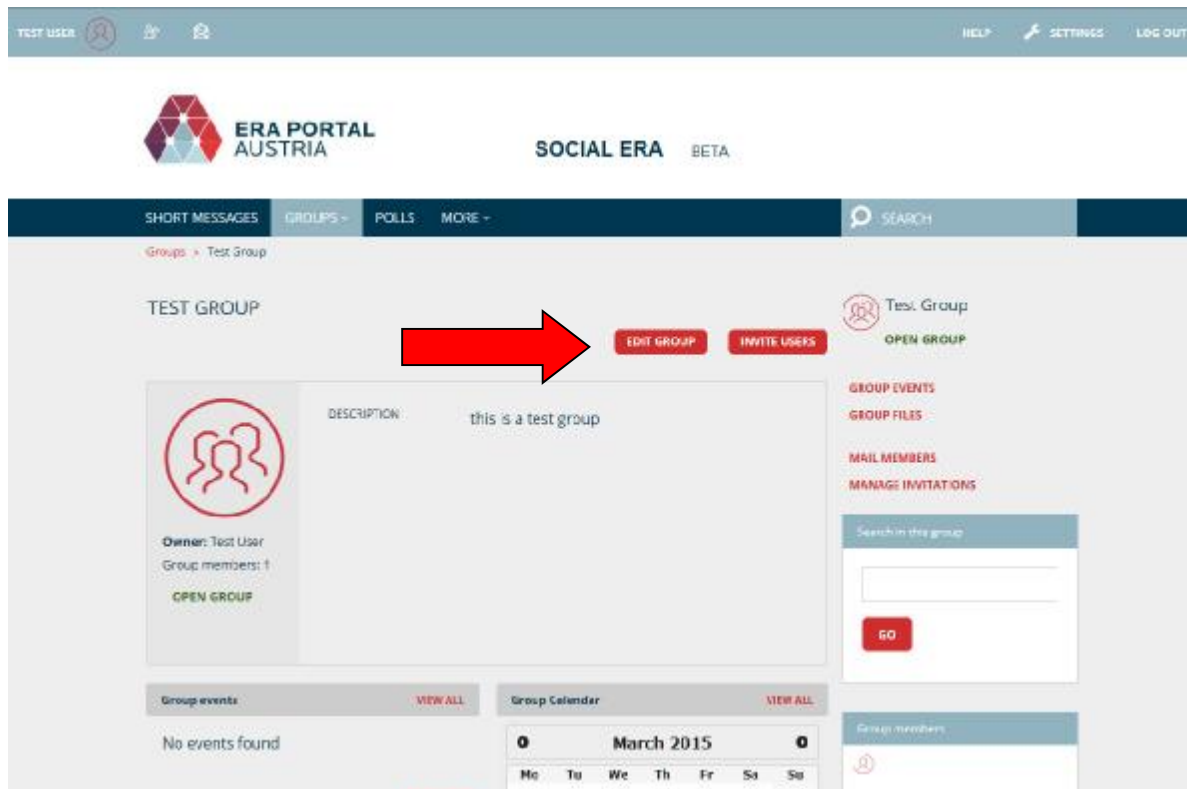 TEST USER
HELP
SETTINGS
LOG OUT
ERA PORTAL
AUSTRIA
SOCIAL ERA BETA
SHORT MESSAGES
GROUPS
POLLS
MORE
SEARCH
Groups » Test Group
TEST GROUP
EDIT GROUP
INVITE USERS
DESCRIPTION
this is a test group
Owner: Test User
Group members: 1
OPEN GROUP
Group events
VIEW ALL
No events found
Group Calendar
VIEW ALL
March 2015
Mo Tu We Th Fr Sa Su
Test Group
OPEN GROUP
GROUP EVENTS
GROUP FILES
MAIL MEMBERS
MANAGE INVITATIONS
Search in this group
GO
Group members